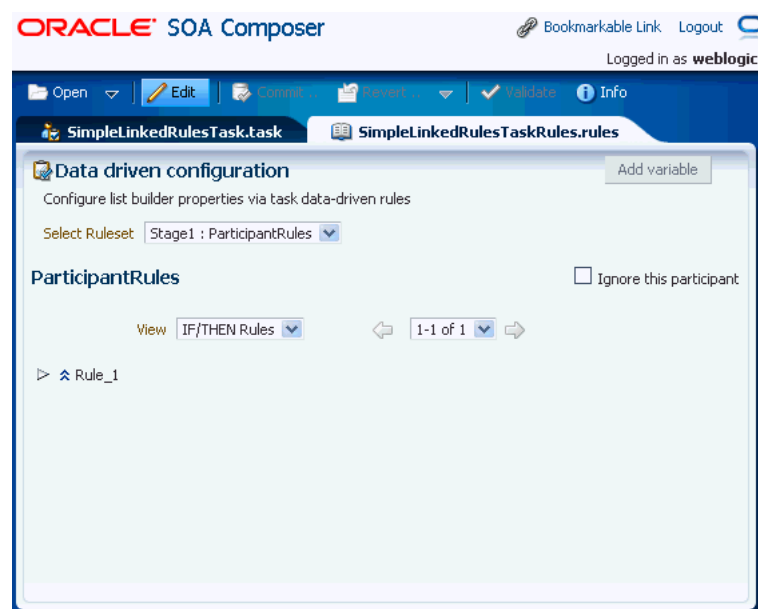 ORACLE SOA Composer
Bookmarkable Link Logout
Logged in as weblogic
Open Edit Commit ... Revert ... Validate Info
SimpleLinkedRulesTask.task SimpleLinkedRulesTaskRules.rules
Data driven configuration Add variable
Configure list builder properties via task data-driven rules
Select Ruleset Stage1 : ParticipantRules
ParticipantRules Ignore this participant
View IF/THEN Rules 1-1 of 1
Rule_1